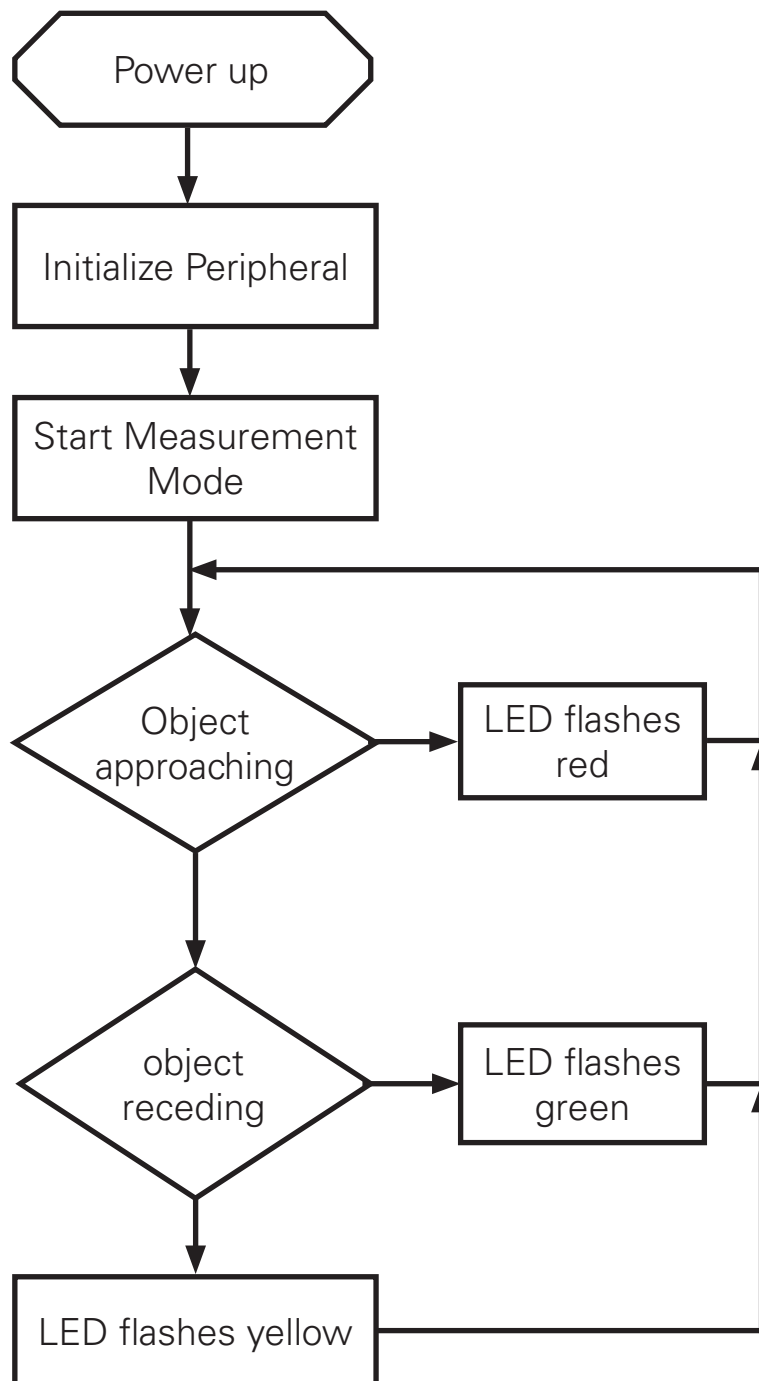 Power up
Initialize Peripheral
Start Measurement
Mode
Object
approaching
LED flashes
red
object
receding
LED flashes
green
LED flashes yellow